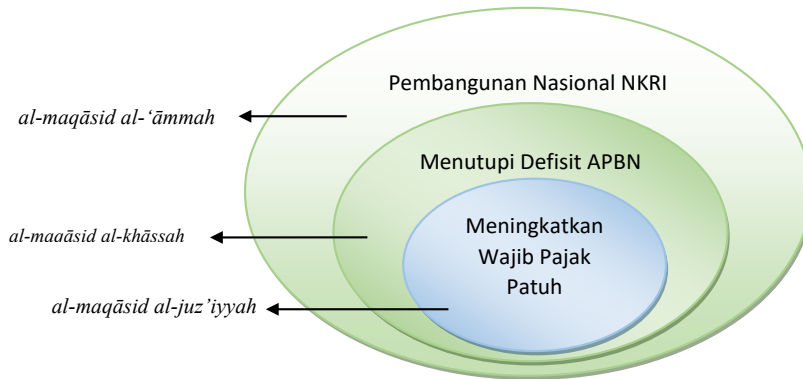 Pembangunan Nasional NKRI
al-maqāsid al-‘āmmah
Menutupi Defisit APBN
Meningkatkan
Wajib Pajak
Patuh
al-maqāsid al-khāssah
al-maqāsid al-juz’iyyah